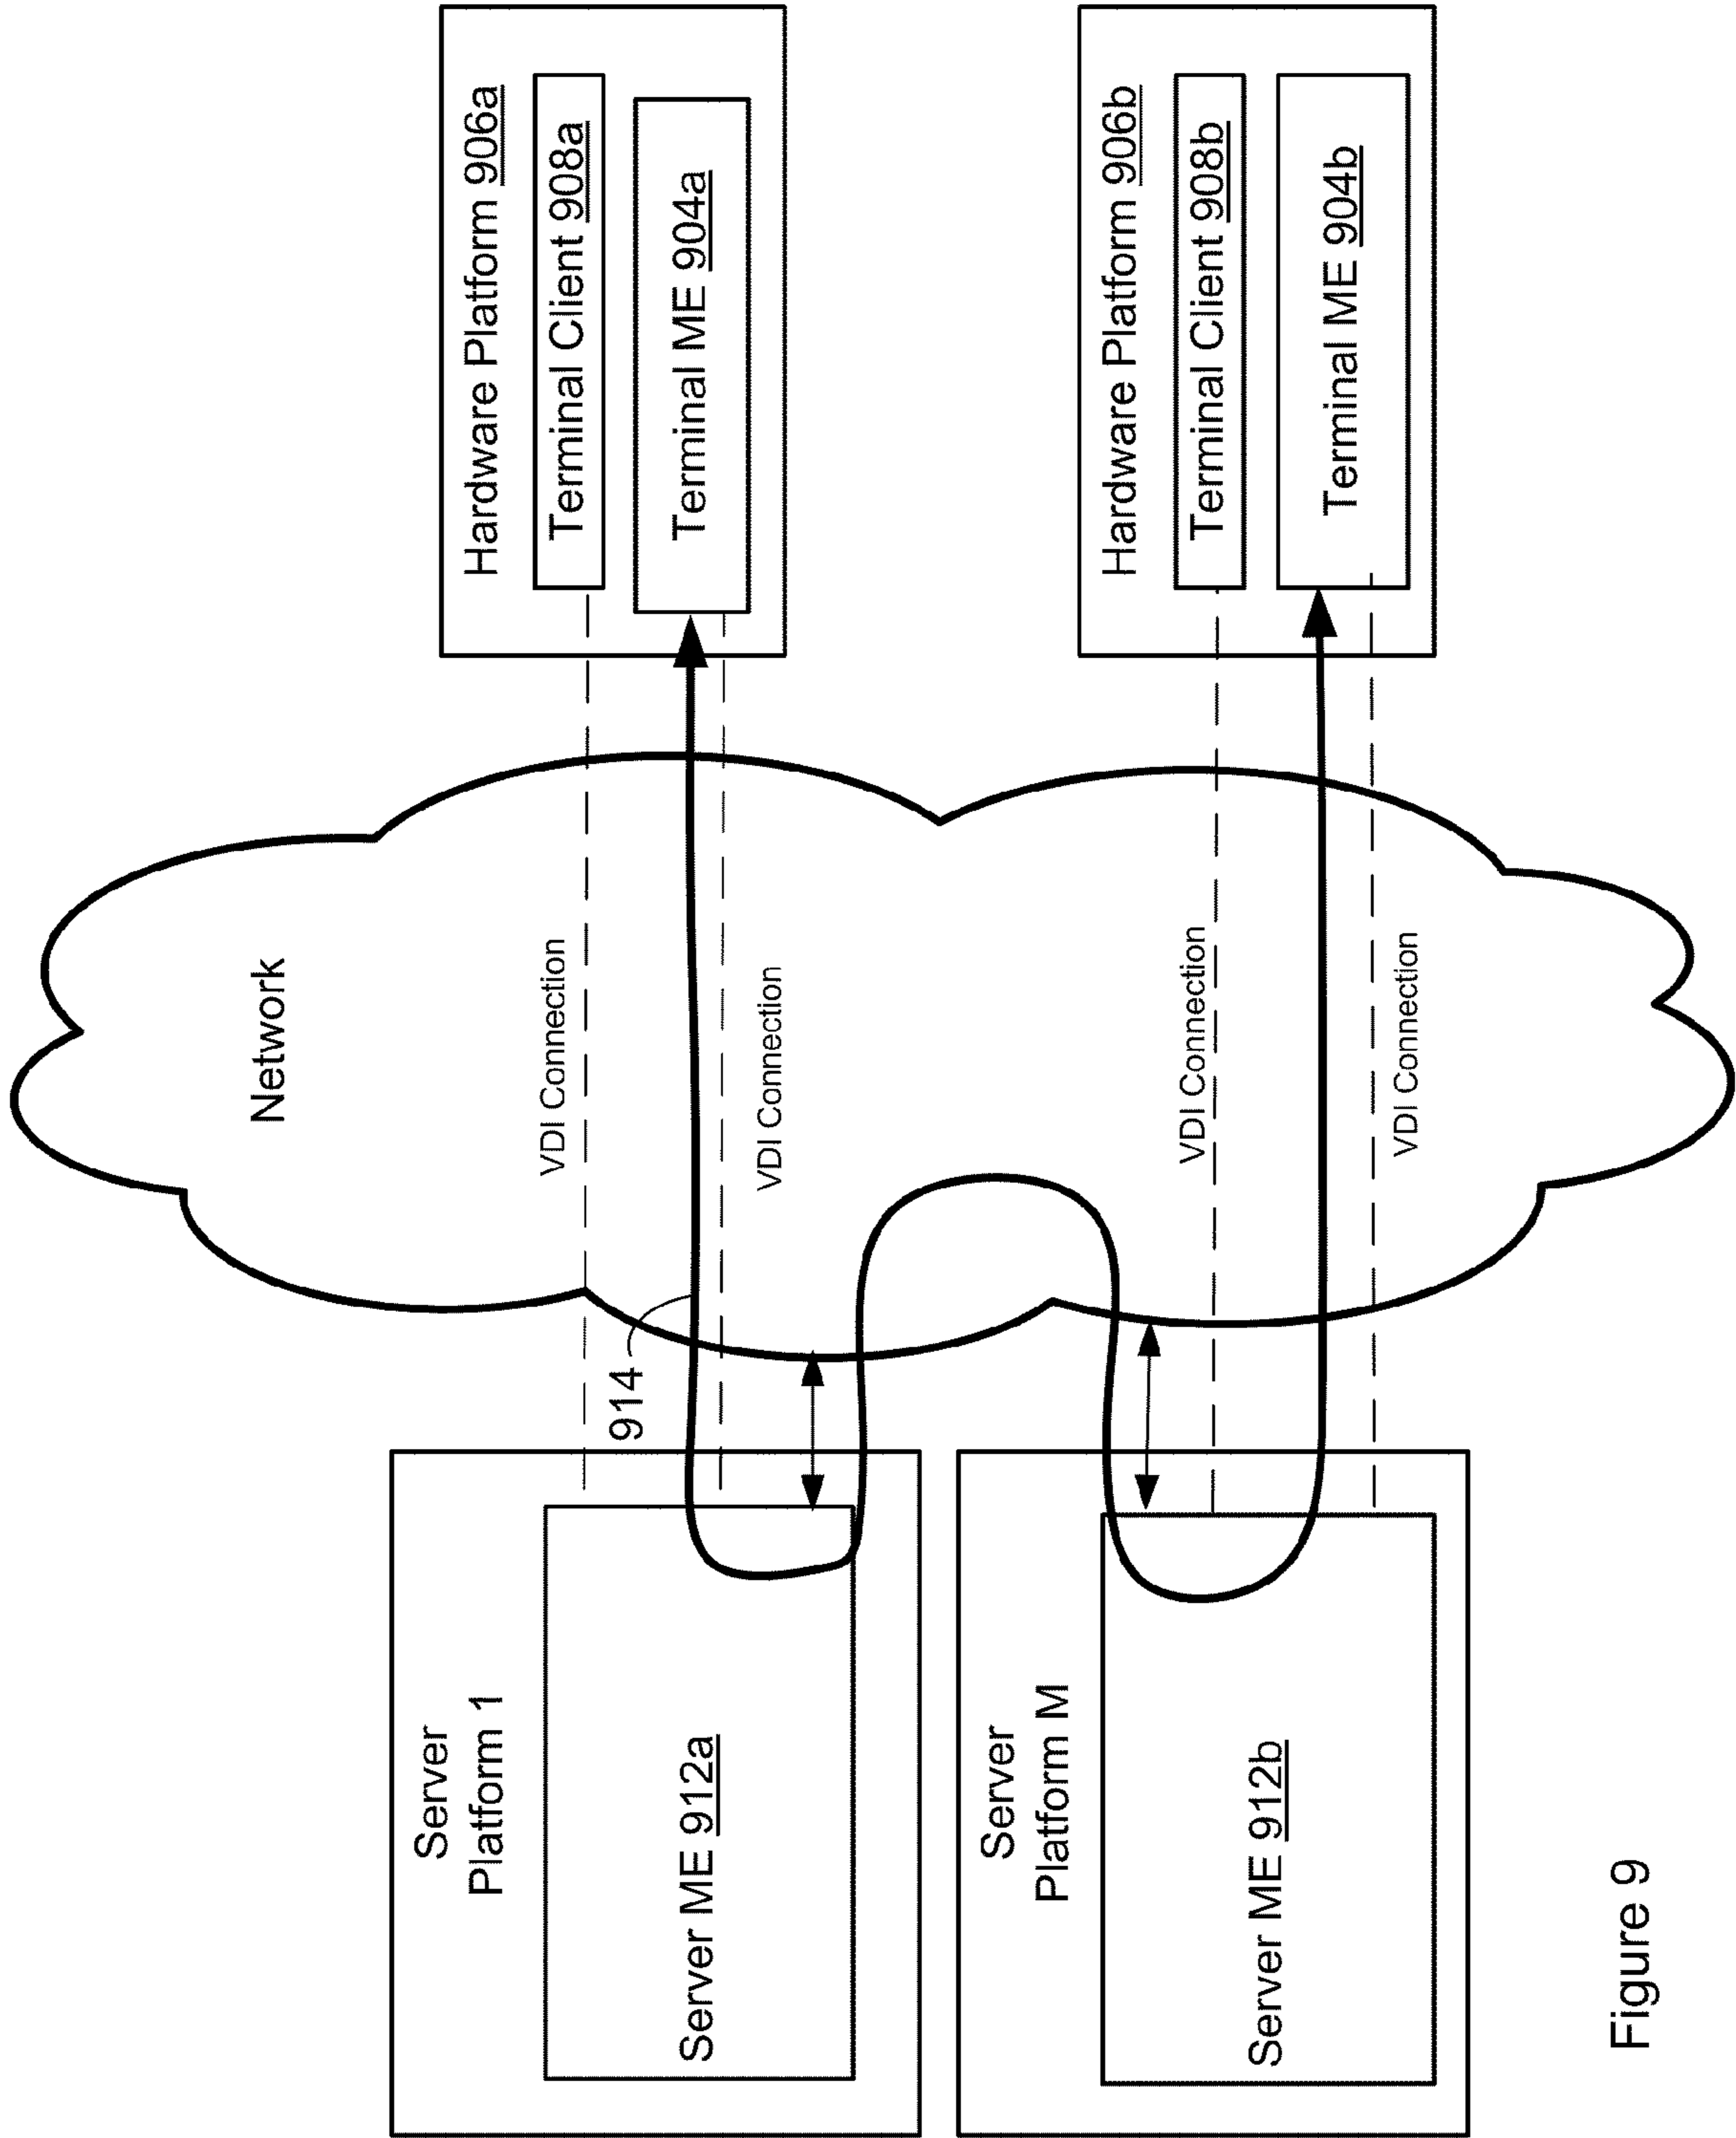 Network
Server
Platform 1
Server ME 912a
914
VDI Connection
VDI Connection
Hardware Platform 906a
Terminal Client 908a
Terminal ME 904a
Server
Platform M
Server ME 912b
VDI Connection
VDI Connection
Hardware Platform 906b
Terminal Client 908b
Terminal ME 904b
Figure 9